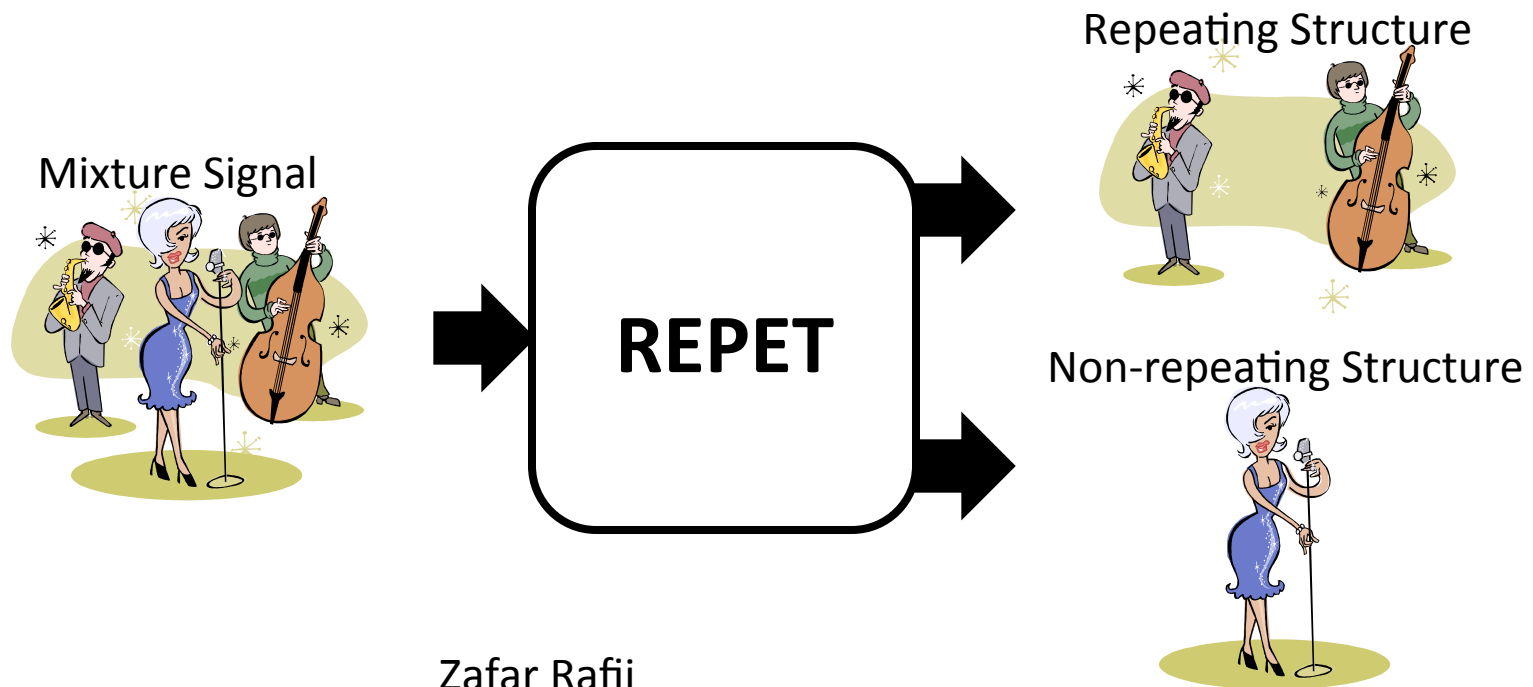 Repeating Structure
Mixture Signal
REPET
Non-repeating Structure
Zafar Rafii